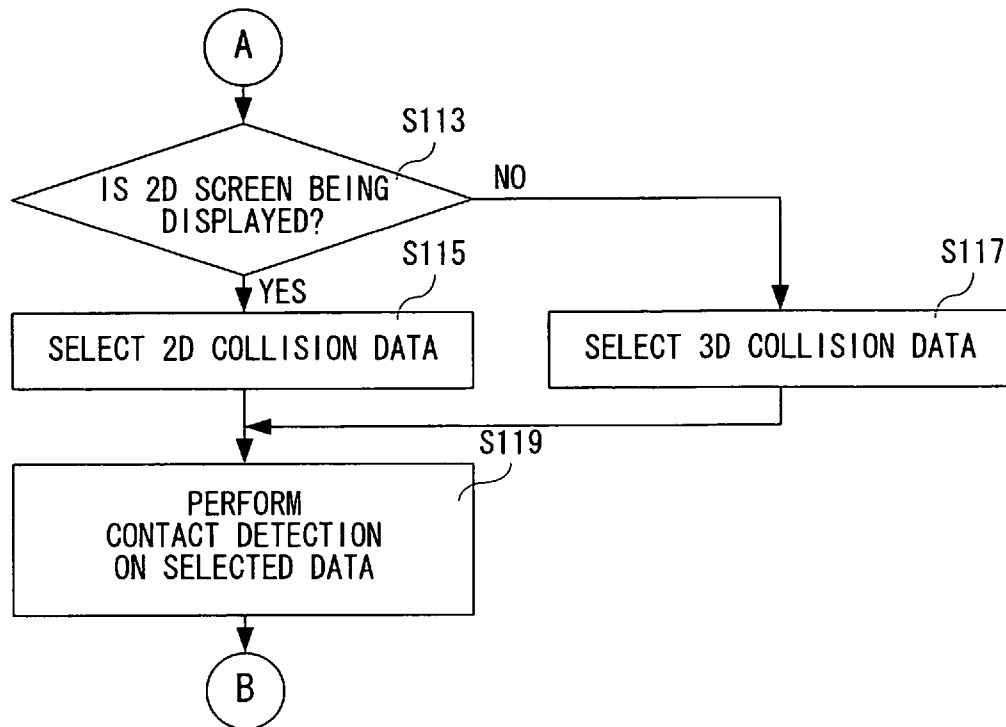 A
S113
IS 2D SCREEN BEING
DISPLAYED?
NO
S115
S117
YES
SELECT 2D COLLISION DATA
SELECT 3D COLLISION DATA
S119
PERFORM
CONTACT DETECTION
ON SELECTED DATA
B